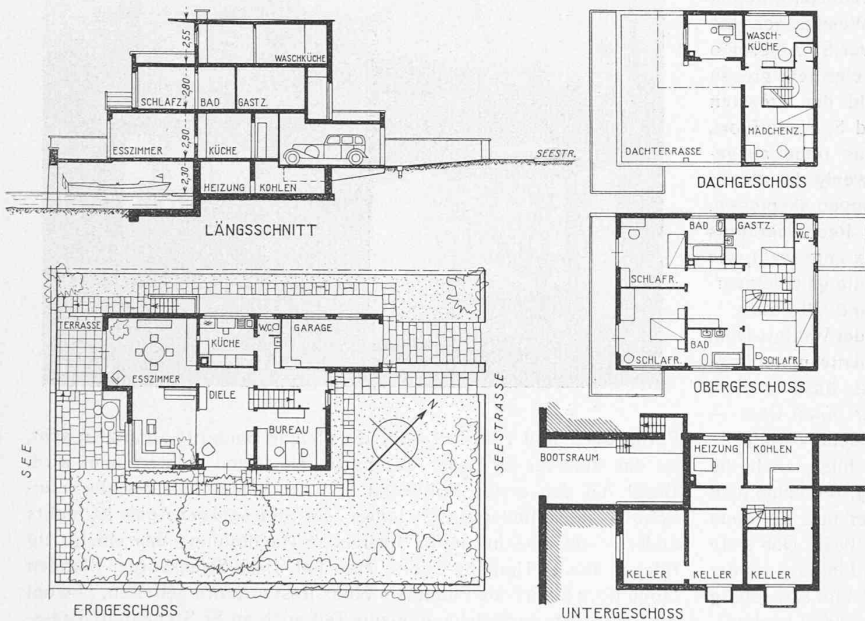 2,55
WASCHKÜCHE
2,80
SCHLAFZ. BAD GASTZ.
2,90
ESSZIMMER KÜCHE
SEESTR.
2,30
HEIZUNG KOHLEN
LÄNGSSCHNITT
WASCH-
KÜCHE
MÄDCHENZ.
DACHTERRASSE
DACHGESCHOSS
BAD GASTZ. WC
SCHLAFR.
BAD
SCHLAFR. SCHLAFR.
OBERGESCHOSS
TERRASSE
KÜCHE WC GARAGE
ESSZIMMER DIELE
BUREAU
N
SEE
SEESTRASSE
ERDGESCHOSS
BOOTSRAUM
HEIZUNG KOHLEN
KELLER KELLER KELLER
UNTERGESCHOSS